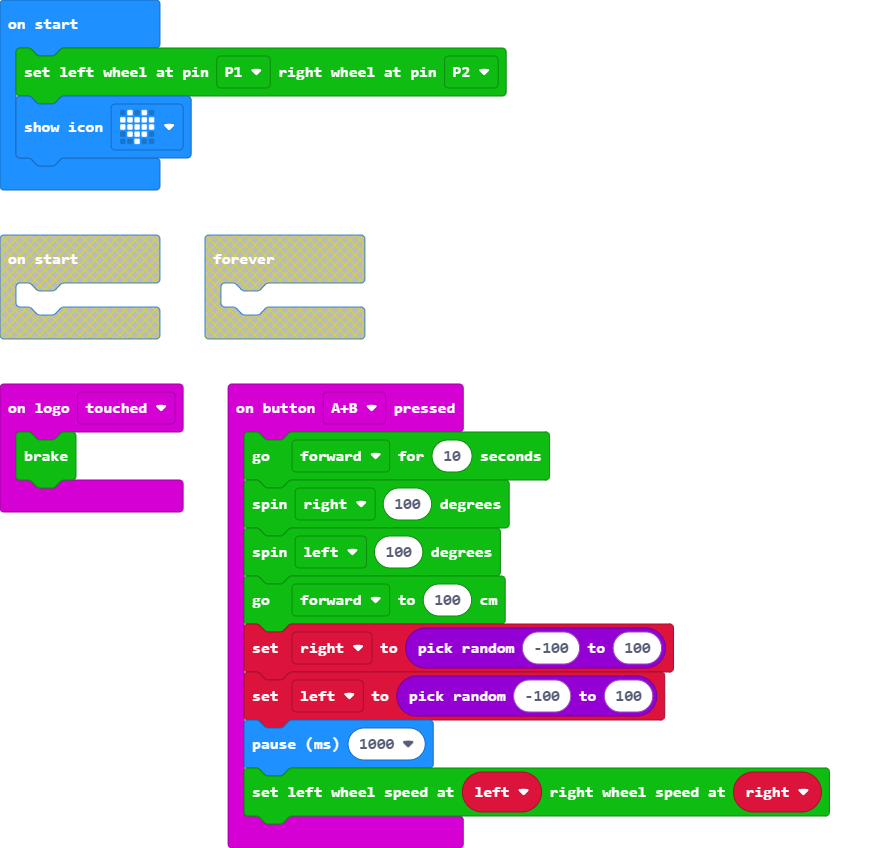 on start
set left wheel at pin P1 right wheel at pin P2
show icon
on start
forever
on logo touched
brake
on button A+B pressed
go forward for 10 seconds
spin right 100 degrees
spin left 100 degrees
go forward to 100 cm
set right to pick random -100 to 100
set left to pick random -100 to 100
pause (ms) 1000
set left wheel speed at left right wheel speed at right